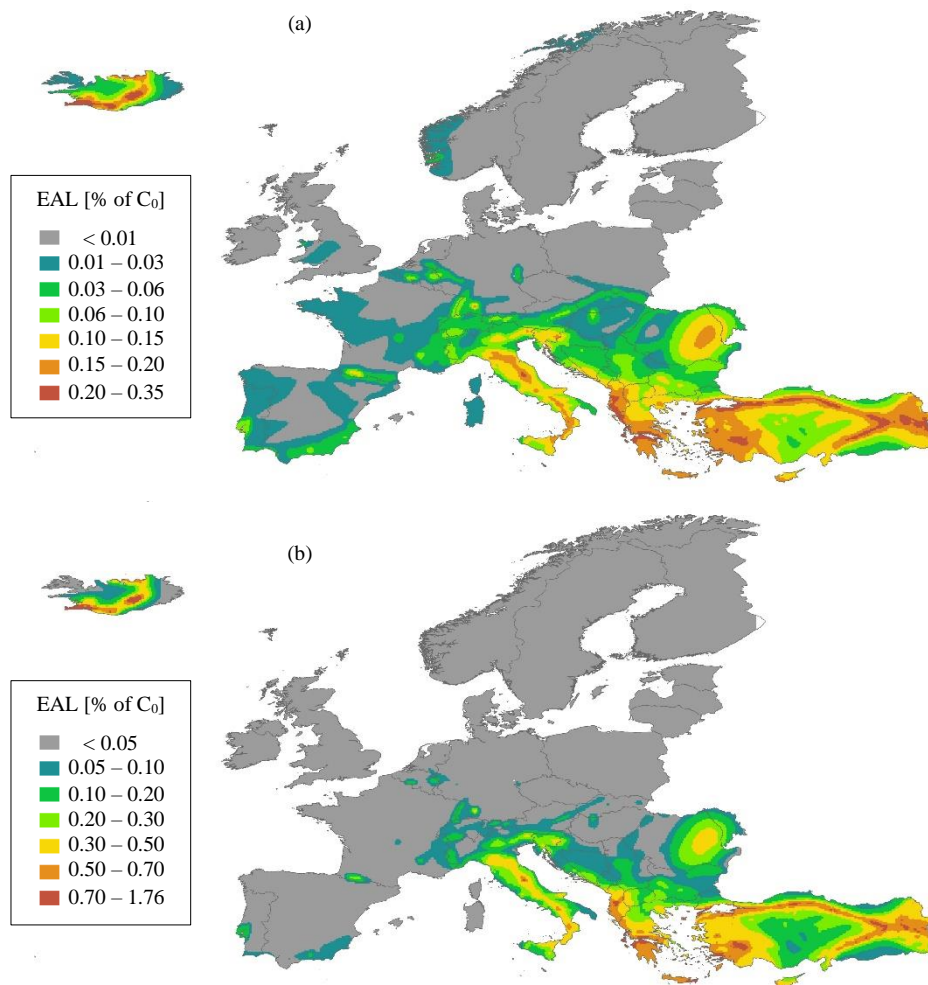 (a)
EAL [% of C₀]
< 0.01
0.01 – 0.03
0.03 – 0.06
0.06 – 0.10
0.10 – 0.15
0.15 – 0.20
0.20 – 0.35
(b)
EAL [% of C₀]
< 0.05
0.05 – 0.10
0.10 – 0.20
0.20 – 0.30
0.30 – 0.50
0.50 – 0.70
0.70 – 1.76